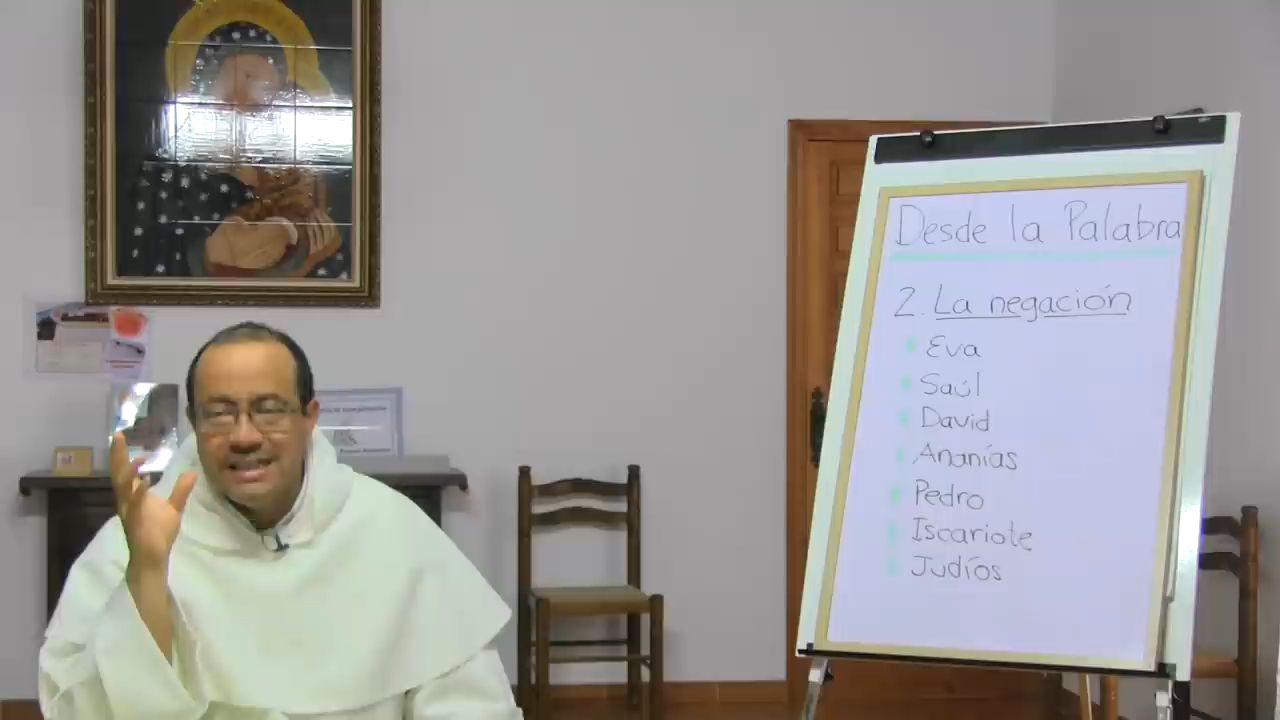 Desde la Palabra
2. La negación
Eva
Saúl
David
Ananías
Pedro
Iscariote
Judíos